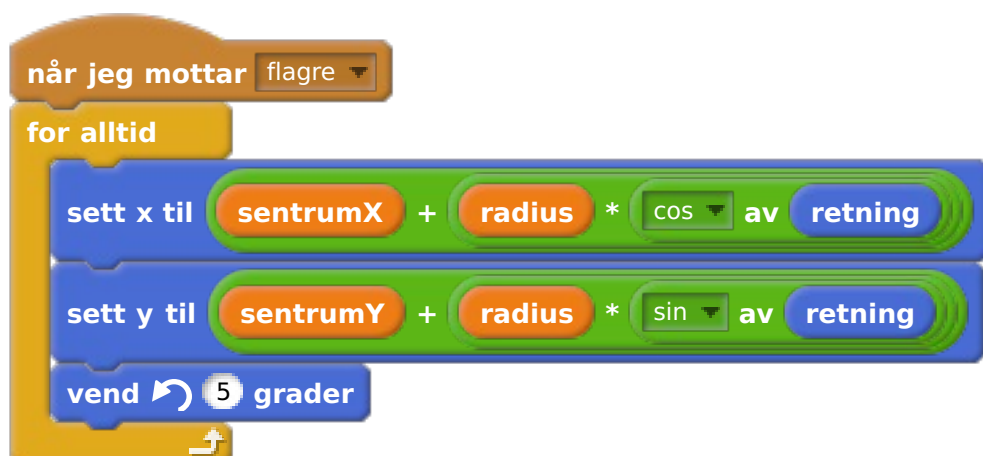 når jeg mottar flagre
for alltid
sett x til sentrumX + radius * cos av retning
sett y til sentrumY + radius * sin av retning
vend 5 grader